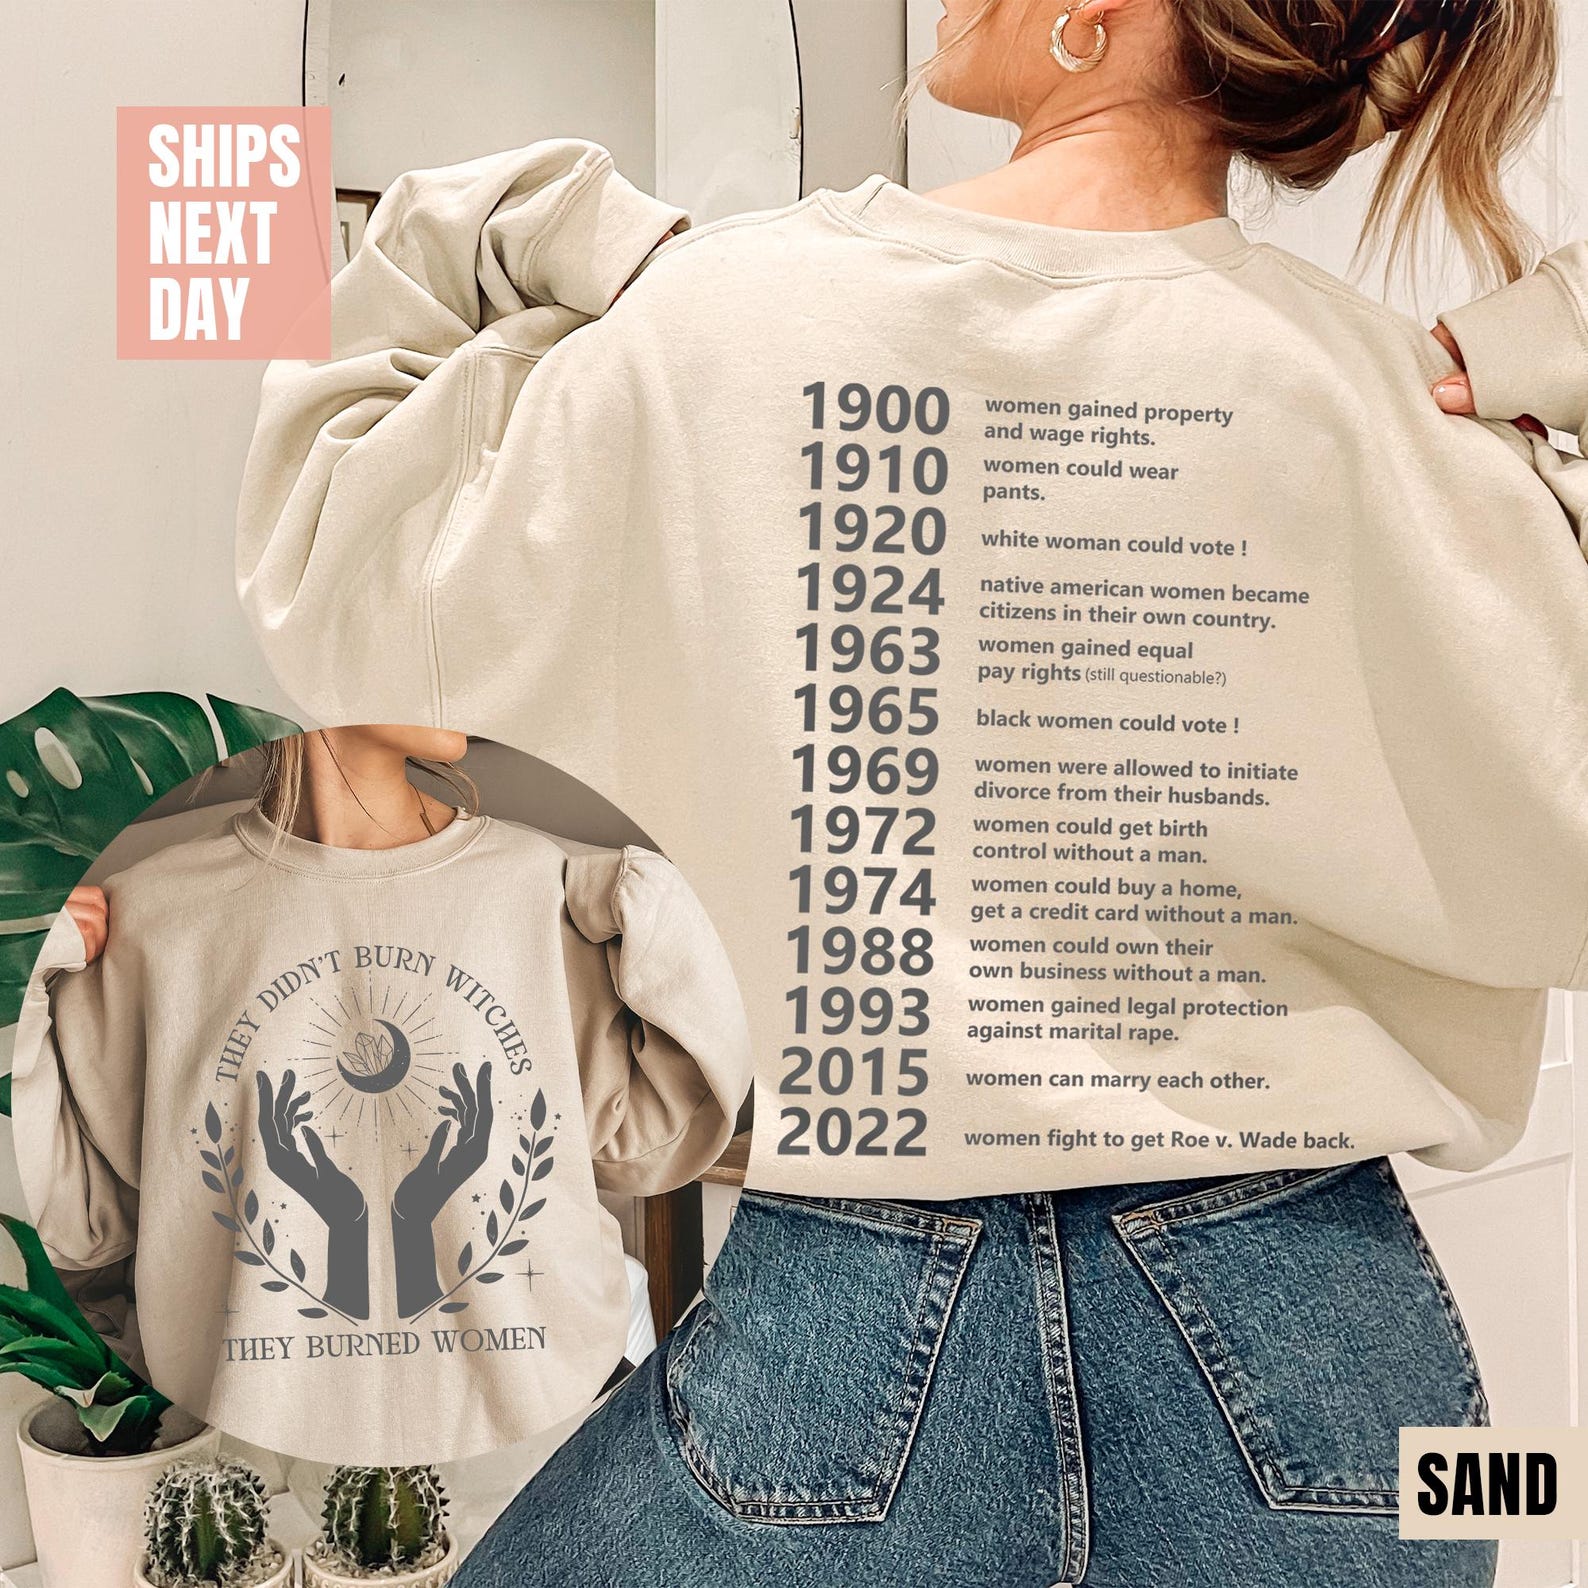 SHIPS
NEXT
DAY
1900 women gained property
and wage rights.
1910 women could wear
pants.
1920 white woman could vote !
1924 native american women became
citizens in their own country.
1963 women gained equal
pay rights (still questionable?)
1965 black women could vote !
1969 women were allowed to initiate
divorce from their husbands.
1972 women could get birth
control without a man.
1974 women could buy a home,
get a credit card without a man.
1988 women could own their
own business without a man.
1993 women gained legal protection
against marital rape.
2015 women can marry each other.
2022 women fight to get Roe v. Wade back.
THEY DIDN'T BURN WITCHES
THEY BURNED WOMEN
SAND